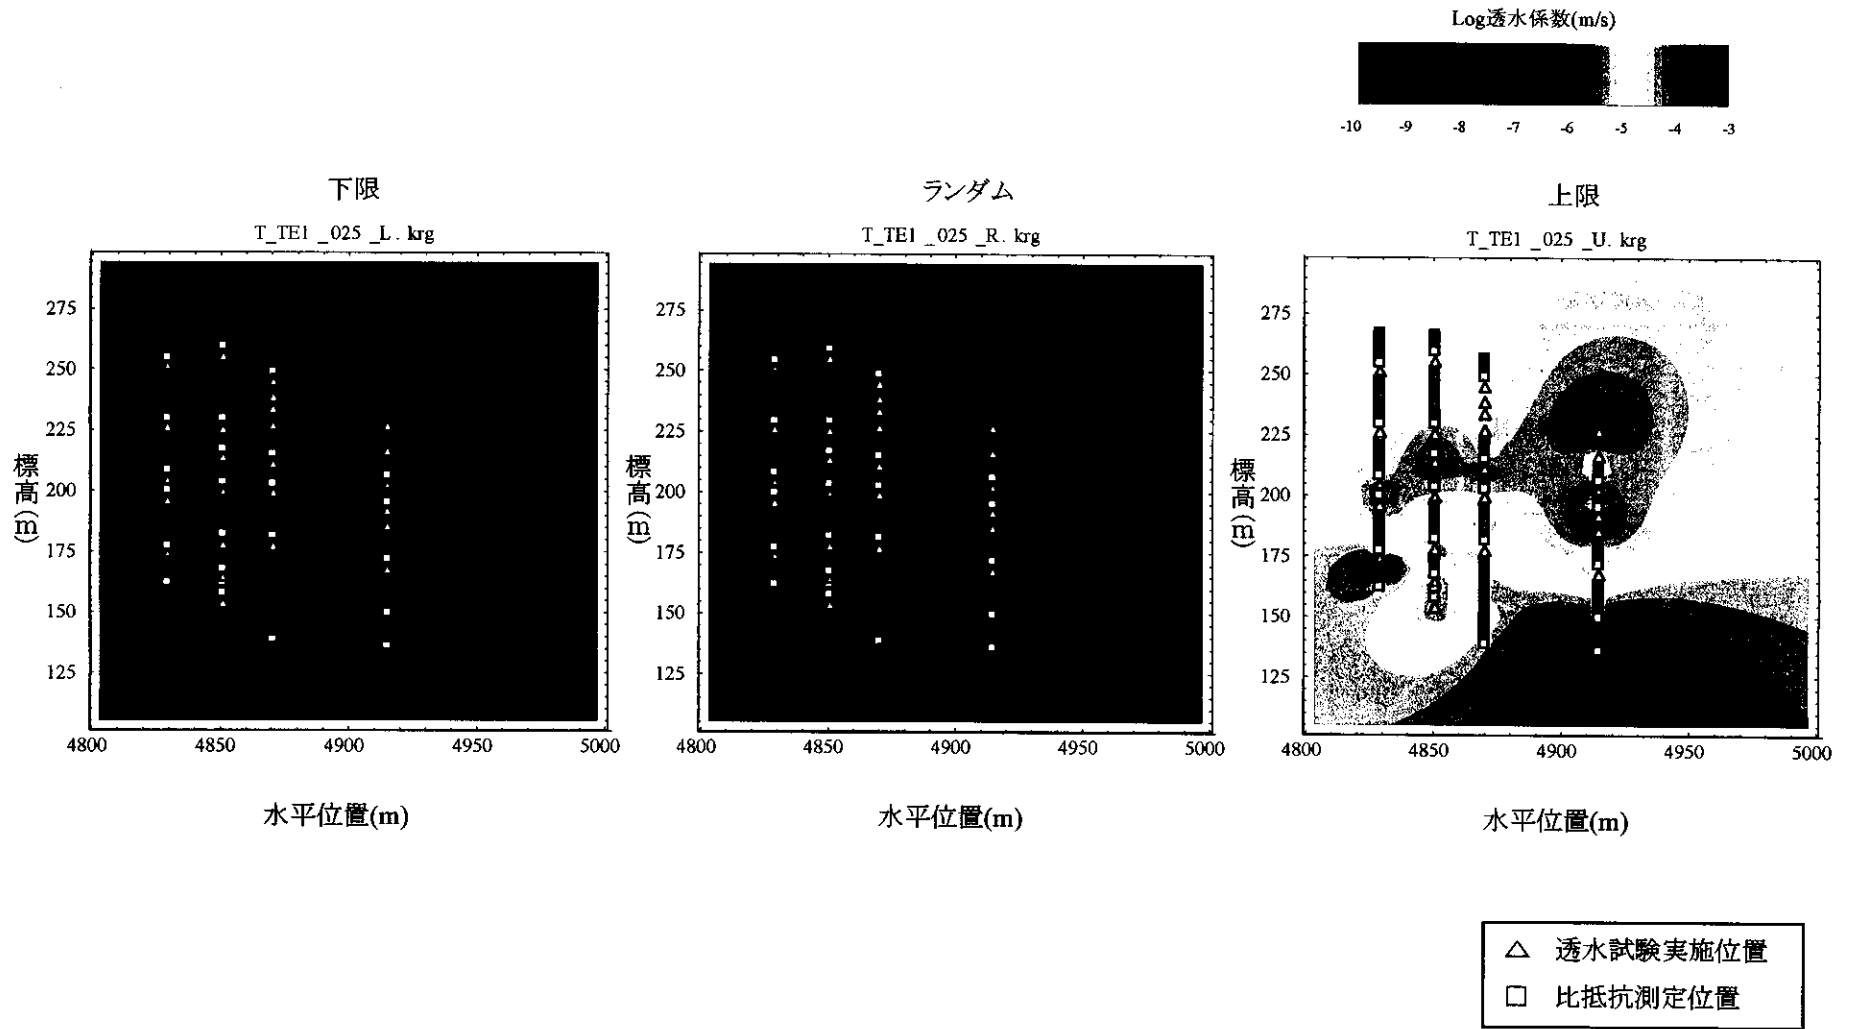 Log透水係数(m/s)
-10 -9 -8 -7 -6 -5 -4 -3
下限
T_TE1 _025 _L. krg
275
250
225
200
175
150
125
標高(m)
4800 4850 4900 4950 5000
水平位置(m)
ランダム
T_TE1 _025 _R. krg
275
250
225
200
175
150
125
標高(m)
4800 4850 4900 4950 5000
水平位置(m)
上限
T_TE1 _025 _U. krg
275
250
225
200
175
150
125
標高(m)
4800 4850 4900 4950 5000
水平位置(m)
△ 透水試験実施位置
□ 比抵抗測定位置